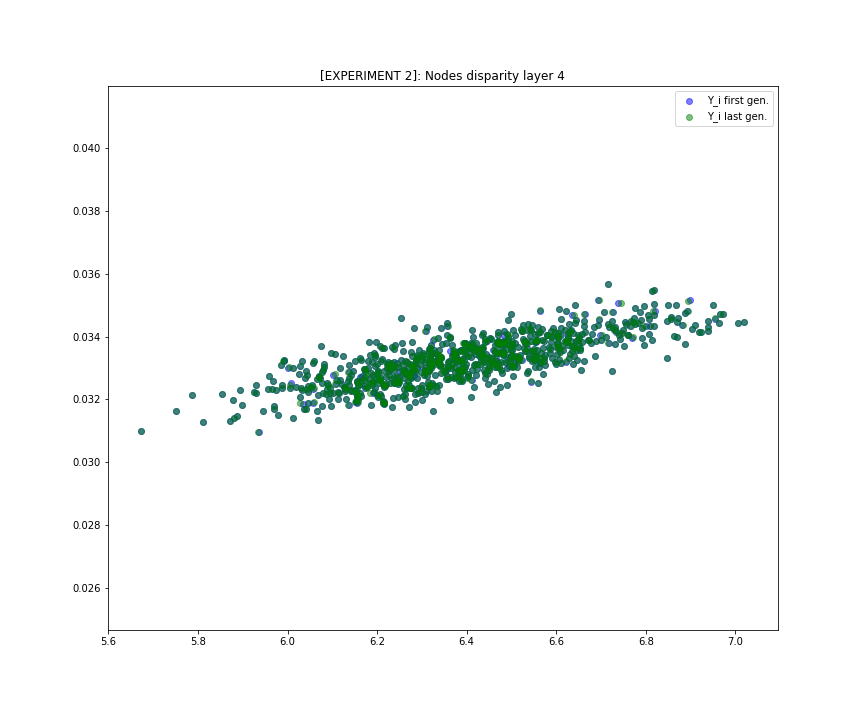 [EXPERIMENT 2]: Nodes disparity layer 4
Y_i first gen.
Y_i last gen.
0.040
0.038
0.036
0.034
0.032
0.030
0.028
0.026
5.6 5.8 6.0 6.2 6.4 6.6 6.8 7.0